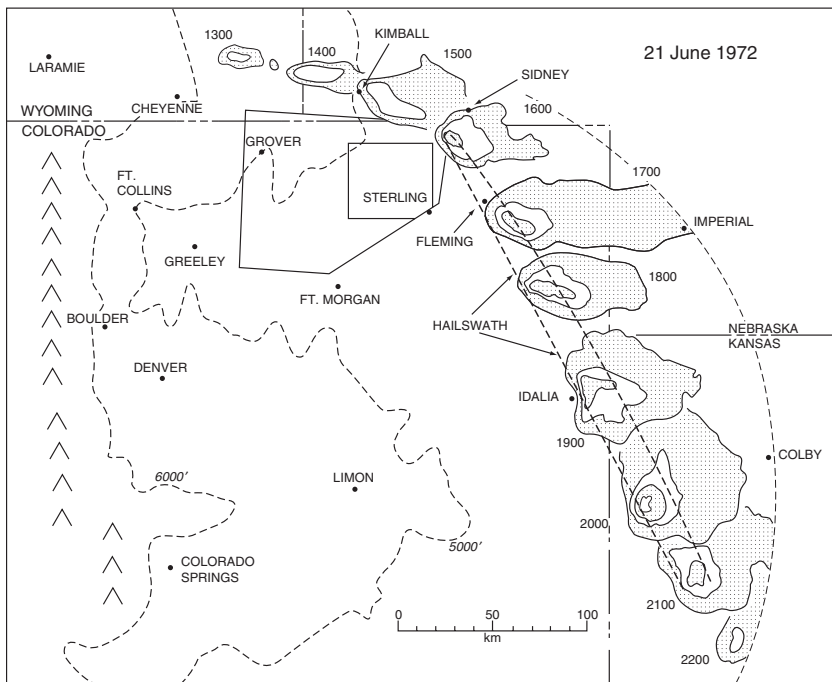 1300
KIMBALL
1400
1500
21 June 1972
LARAMIE
SIDNEY
CHEYENNE
1600
WYOMING
COLORADO
GROVER
FT.
COLLINS
1700
STERLING
IMPERIAL
FLEMING
GREELEY
1800
FT. MORGAN
BOULDER
HAILSWATH
NEBRASKA
KANSAS
DENVER
IDALIA
1900
COLBY
6000'
LIMON
2000
5000'
COLORADO
SPRINGS
2100
0 50 100
km
2200